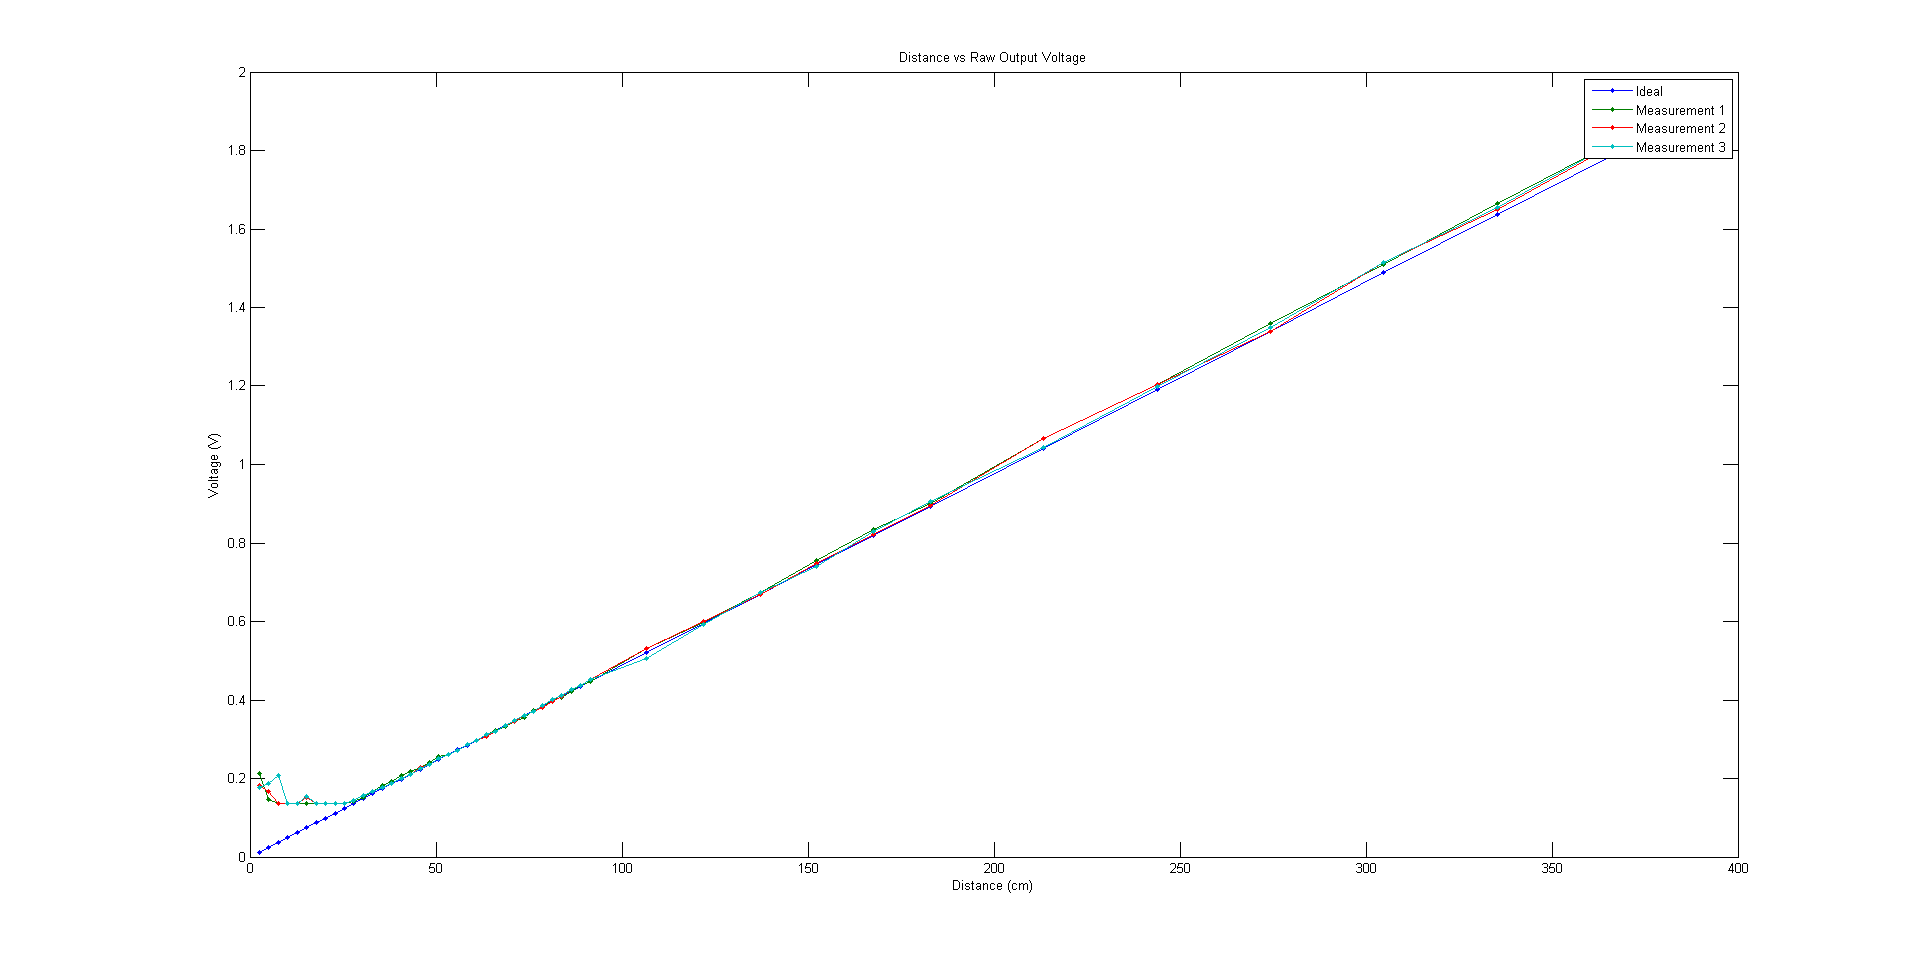 Distance vs Raw Output Voltage
2
1.8
1.6
1.4
1.2
1
0.8
0.6
0.4
0.2
0
Voltage (V)
0 50 100 150 200 250 300 350 400
Distance (cm)
Ideal
Measurement 1
Measurement 2
Measurement 3